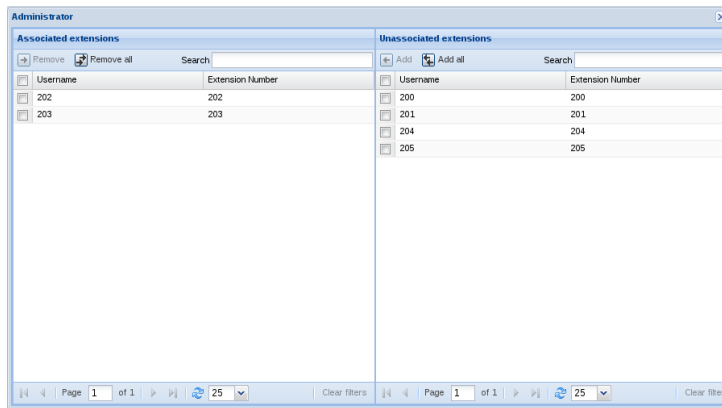 Administrator
Associated extensions
Remove Remove all Search
Username Extension Number
202 202
203 203
Page 1 of 1 25 Clear filters
Unassociated extensions
Add Add all Search
Username Extension Number
200 200
201 201
204 204
205 205
Page 1 of 1 25 Clear filte